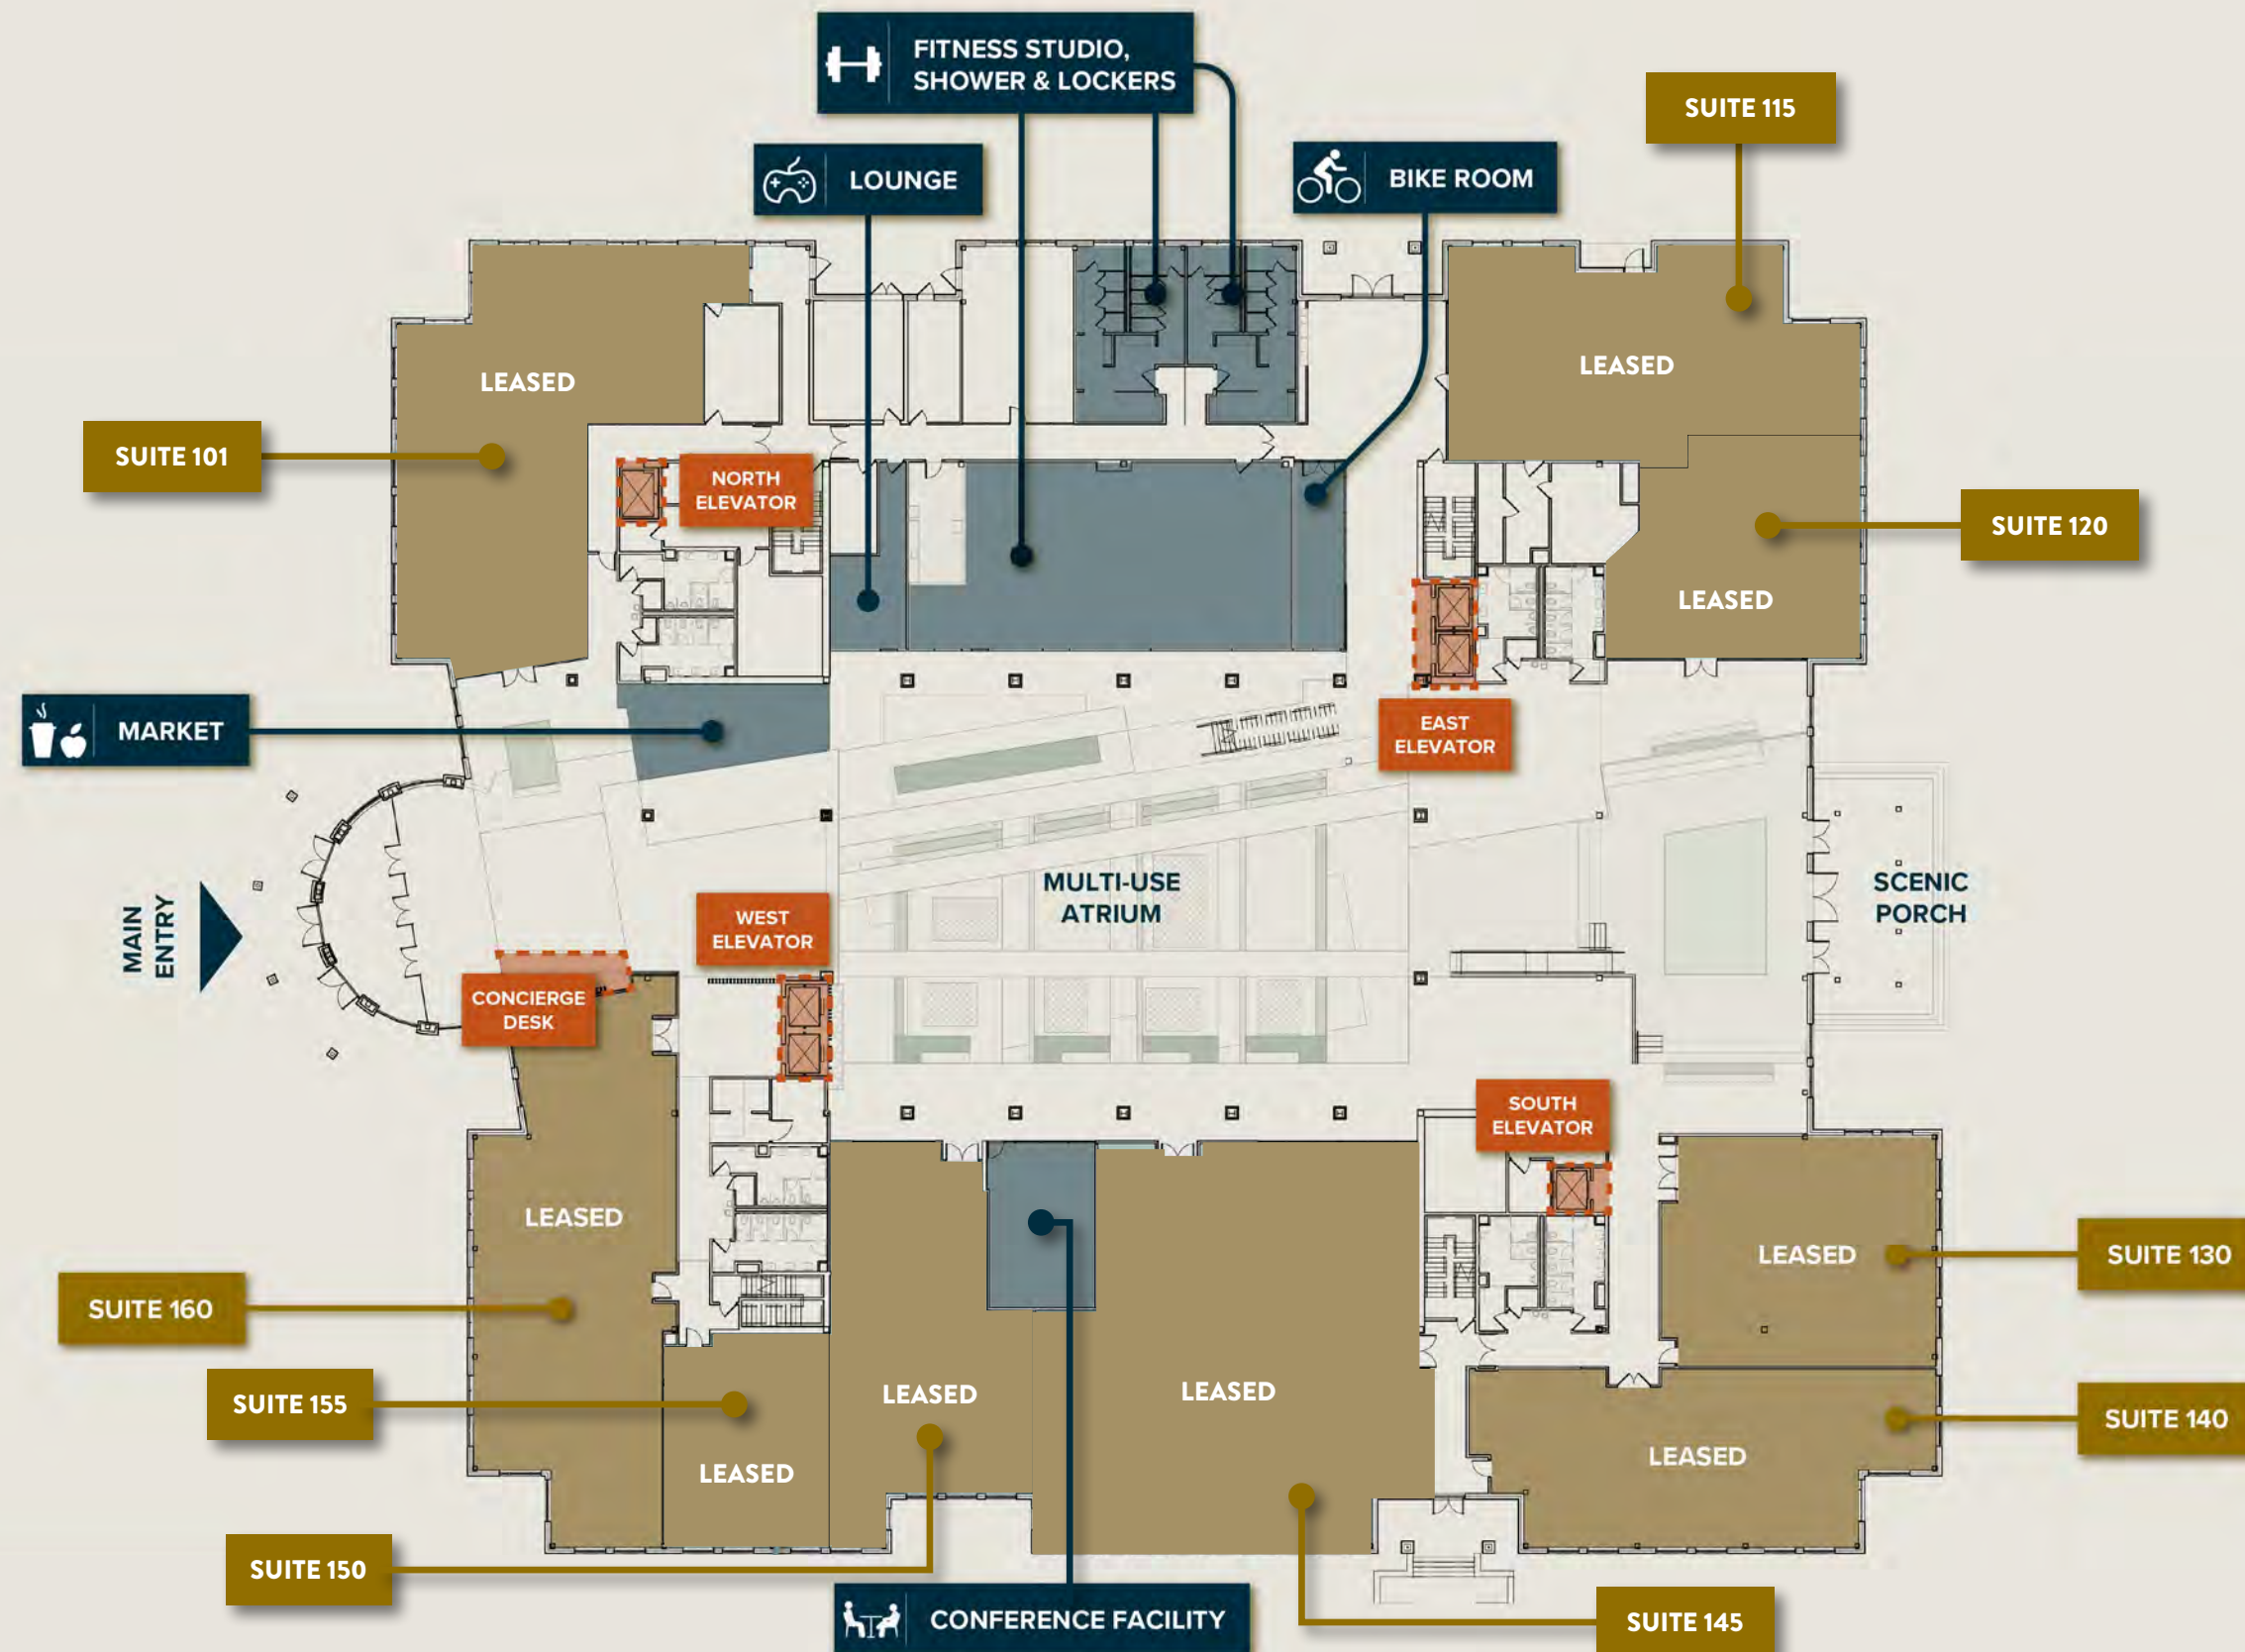 FITNESS STUDIO,
SHOWER & LOCKERS
SUITE 115
LOUNGE
BIKE ROOM
LEASED
LEASED
SUITE 101
NORTH
ELEVATOR
SUITE 120
LEASED
MARKET
EAST
ELEVATOR
MAIN
ENTRY
MULTI-USE
ATRIUM
SCENIC
PORCH
WEST
ELEVATOR
CONCIERGE
DESK
SOUTH
ELEVATOR
LEASED
LEASED
SUITE 130
SUITE 160
SUITE 155
LEASED
LEASED
SUITE 140
LEASED
LEASED
SUITE 150
CONFERENCE FACILITY
SUITE 145